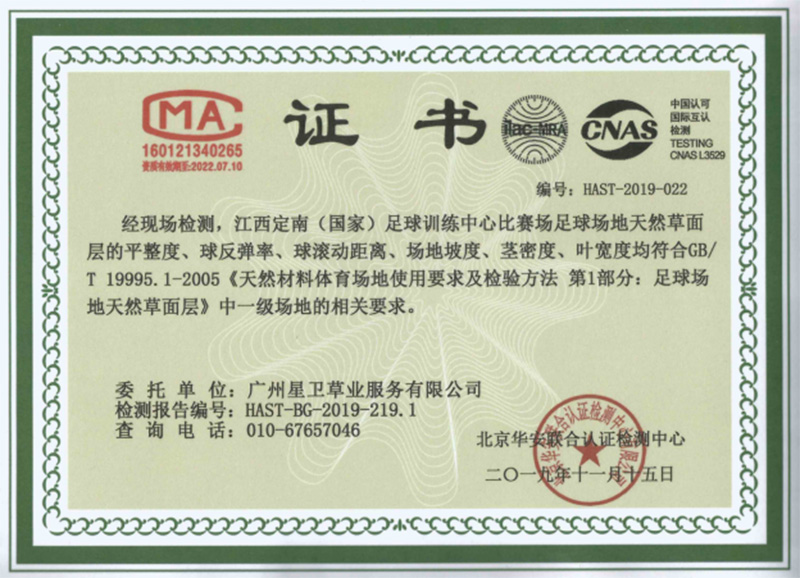 CMA
160121340265
资质有效期至:2022.07.10
证 书
ilac-MRA
CNAS
中国认可
国际互认
检测
TESTING
CNAS L3529
编号：HAST-2019-022
经现场检测，江西定南（国家）足球训练中心比赛场足球场地天然草面
层的平整度、球反弹率、球滚动距离、场地坡度、茎密度、叶宽度均符合GB/
T 19995.1-2005《天然材料体育场地使用要求及检验方法 第1部分：足球场
地天然草面层》中一级场地的相关要求。
委 托 单 位：广州星卫草业服务有限公司
检测报告编号：HAST-BG-2019-219.1
查 询 电 话：010-67657046
北京华安联合认证检测中心
二〇一九年十一月十五日